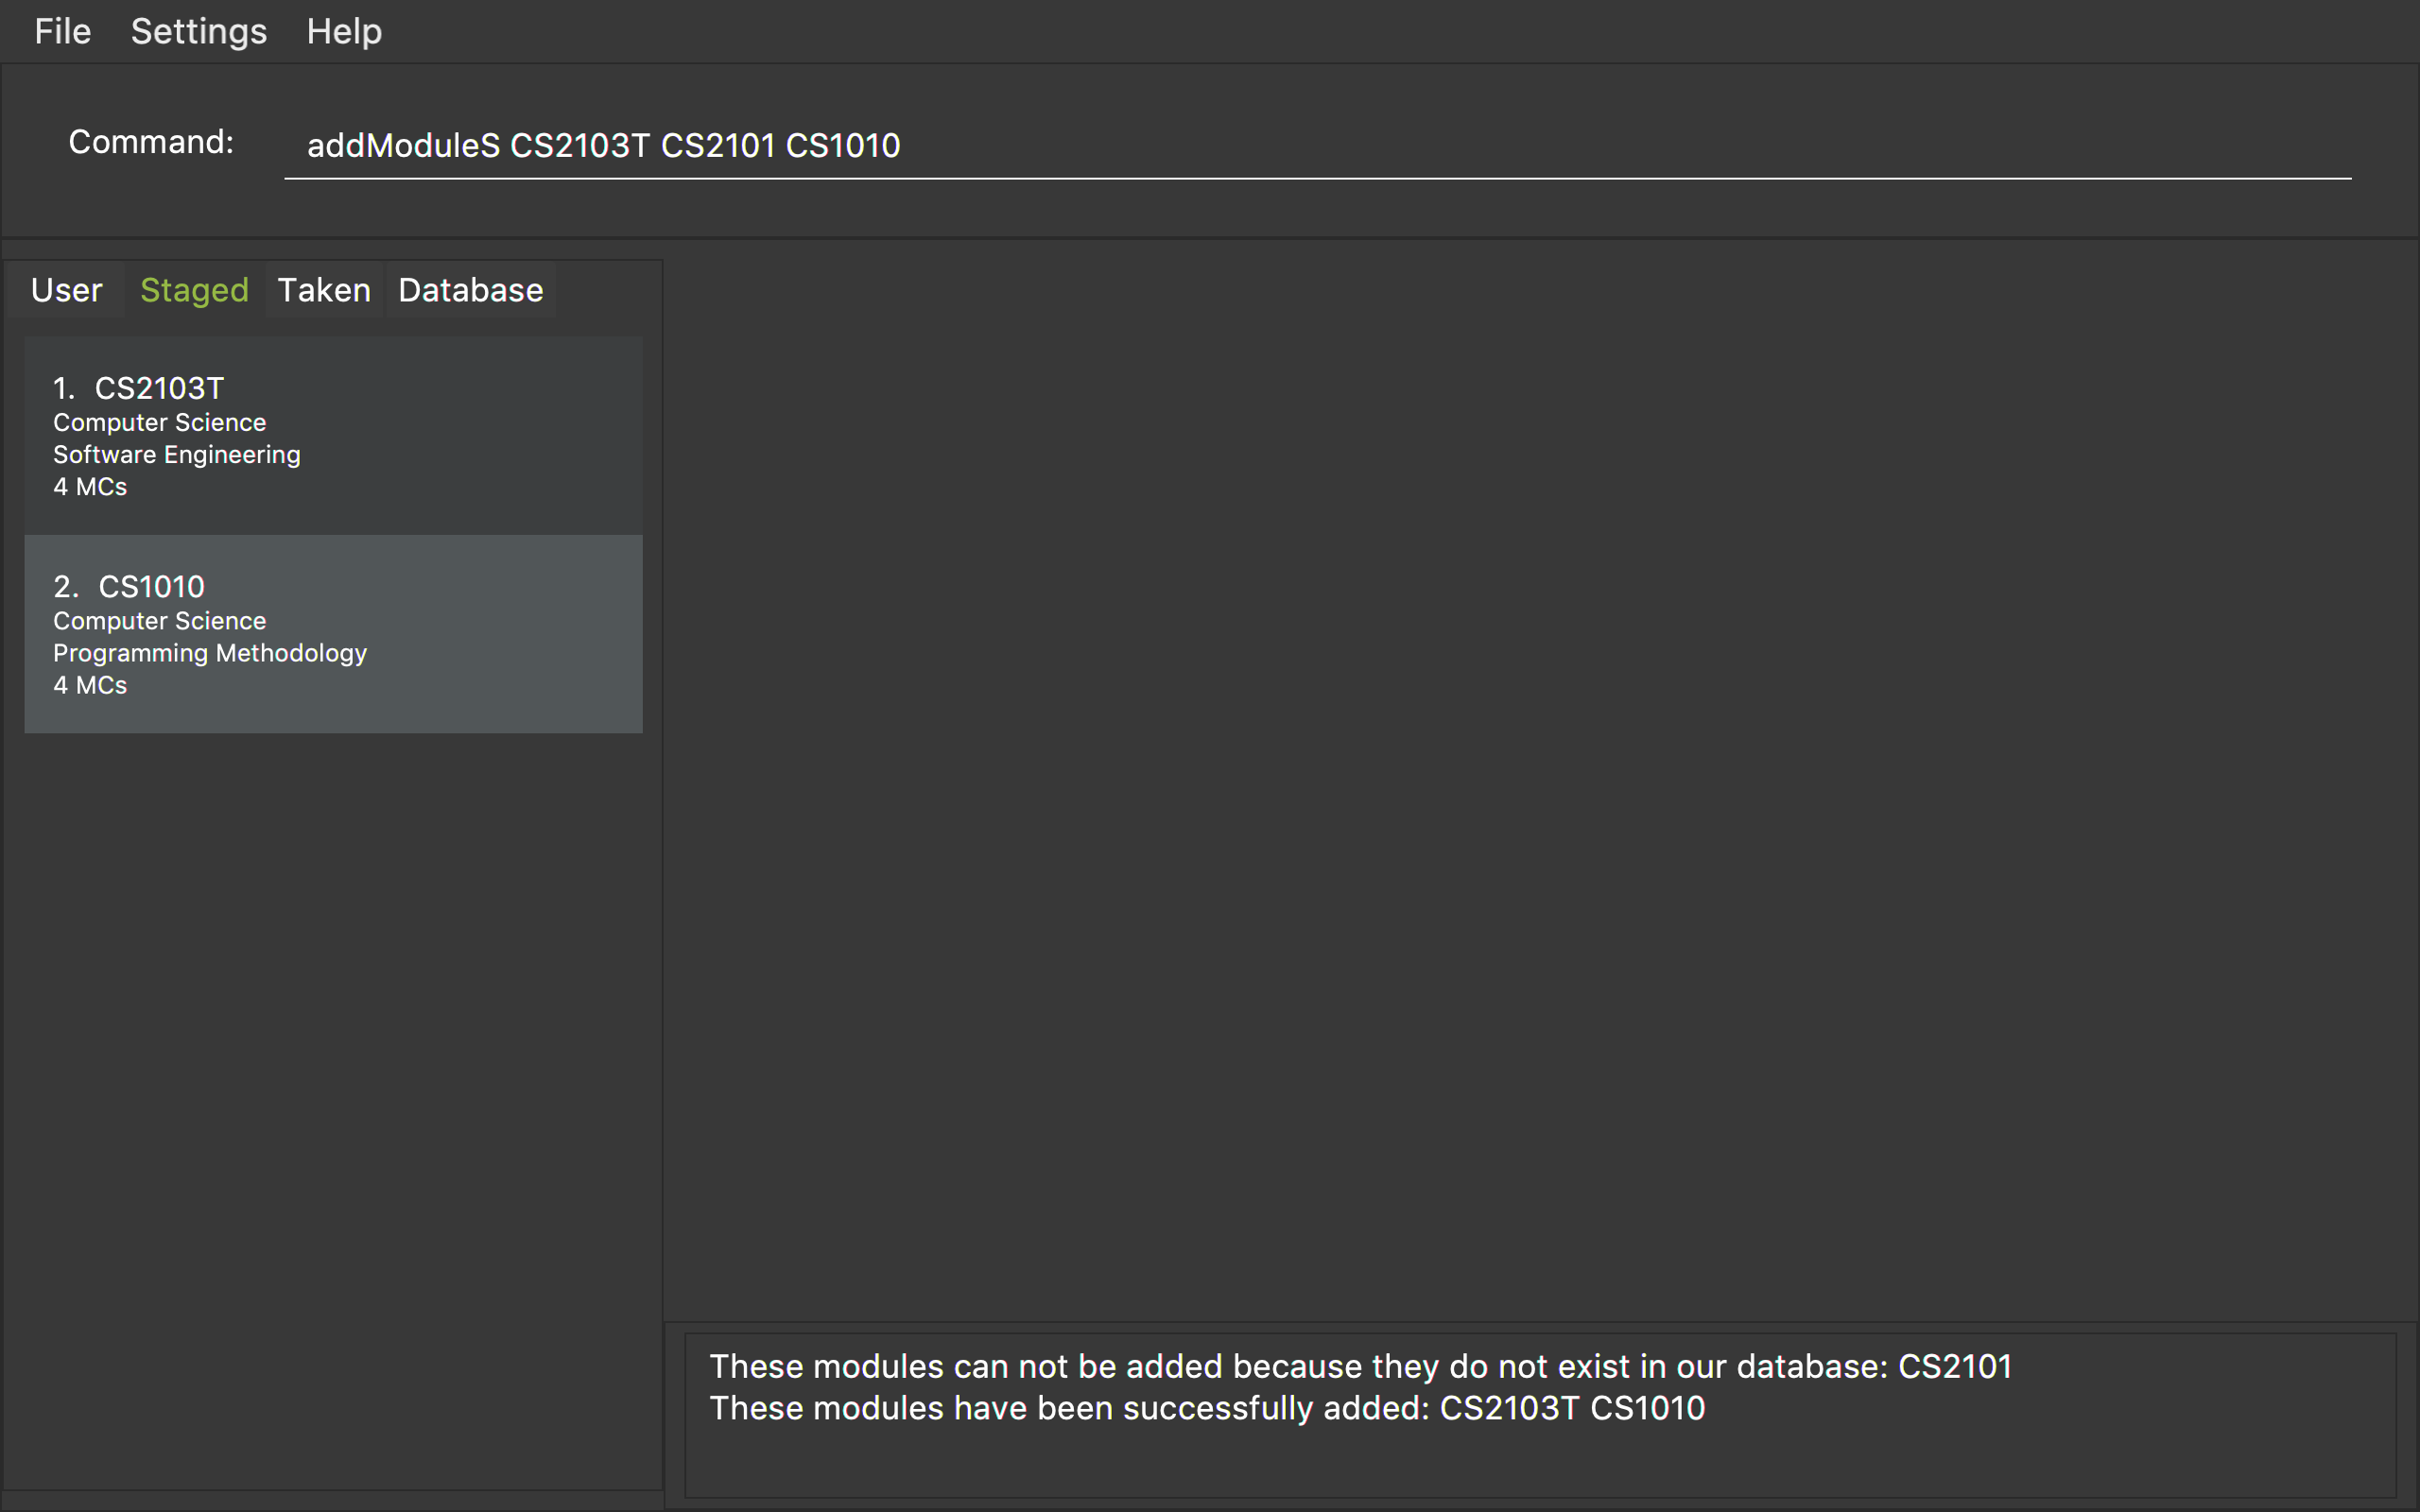 File Settings Help
Command: addModuleS CS2103T CS2101 CS1010
User Staged Taken Database
1. CS2103T
Computer Science
Software Engineering
4 MCs
2. CS1010
Computer Science
Programming Methodology
4 MCs
These modules can not be added because they do not exist in our database: CS2101
These modules have been successfully added: CS2103T CS1010